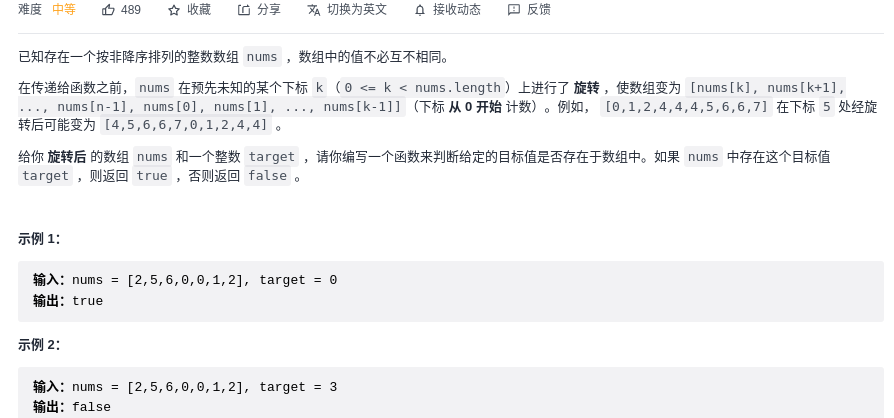 难度 中等 489 收藏 分享 切换为英文 接收动态 反馈
已知存在一个按非降序排列的整数数组 nums ，数组中的值不必互不相同。
在传递给函数之前，nums 在预先未知的某个下标 k（0 <= k < nums.length）上进行了 旋转 ，使数组变为 [nums[k], nums[k+1],
..., nums[n-1], nums[0], nums[1], ..., nums[k-1]]（下标 从 0 开始 计数）。例如， [0,1,2,4,4,4,5,6,6,7] 在下标 5 处经旋
转后可能变为 [4,5,6,6,7,0,1,2,4,4] 。
给你 旋转后 的数组 nums 和一个整数 target ，请你编写一个函数来判断给定的目标值是否存在于数组中。如果 nums 中存在这个目标值
target ，则返回 true ，否则返回 false 。
示例 1：
输入：nums = [2,5,6,0,0,1,2], target = 0
输出：true
示例 2：
输入：nums = [2,5,6,0,0,1,2], target = 3
输出：false